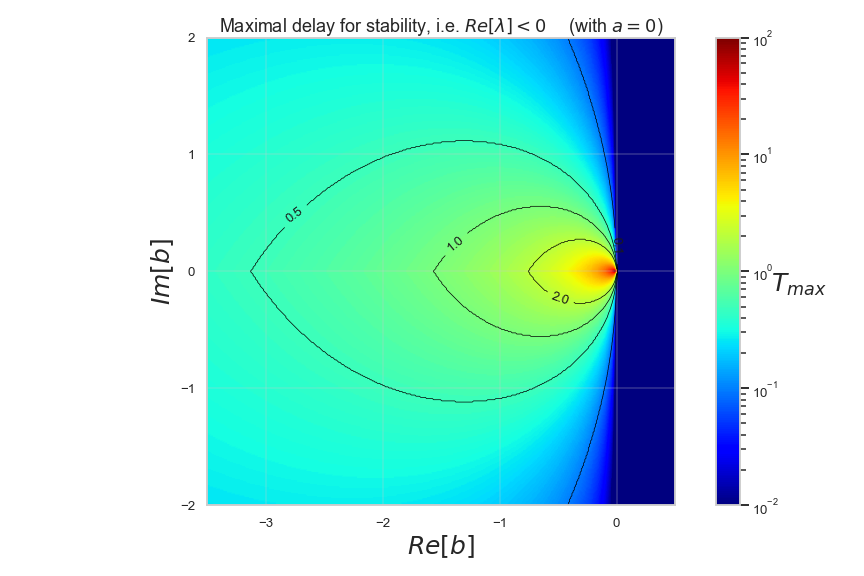 Maximal delay for stability, i.e. Re[λ] < 0 (with a = 0)
2
1
0
−1
−2
Im[b]
0.5
1.0
2.0
−3 −2 −1 0
Re[b]
10²
10¹
10⁰
10⁻¹
10⁻²
T_max